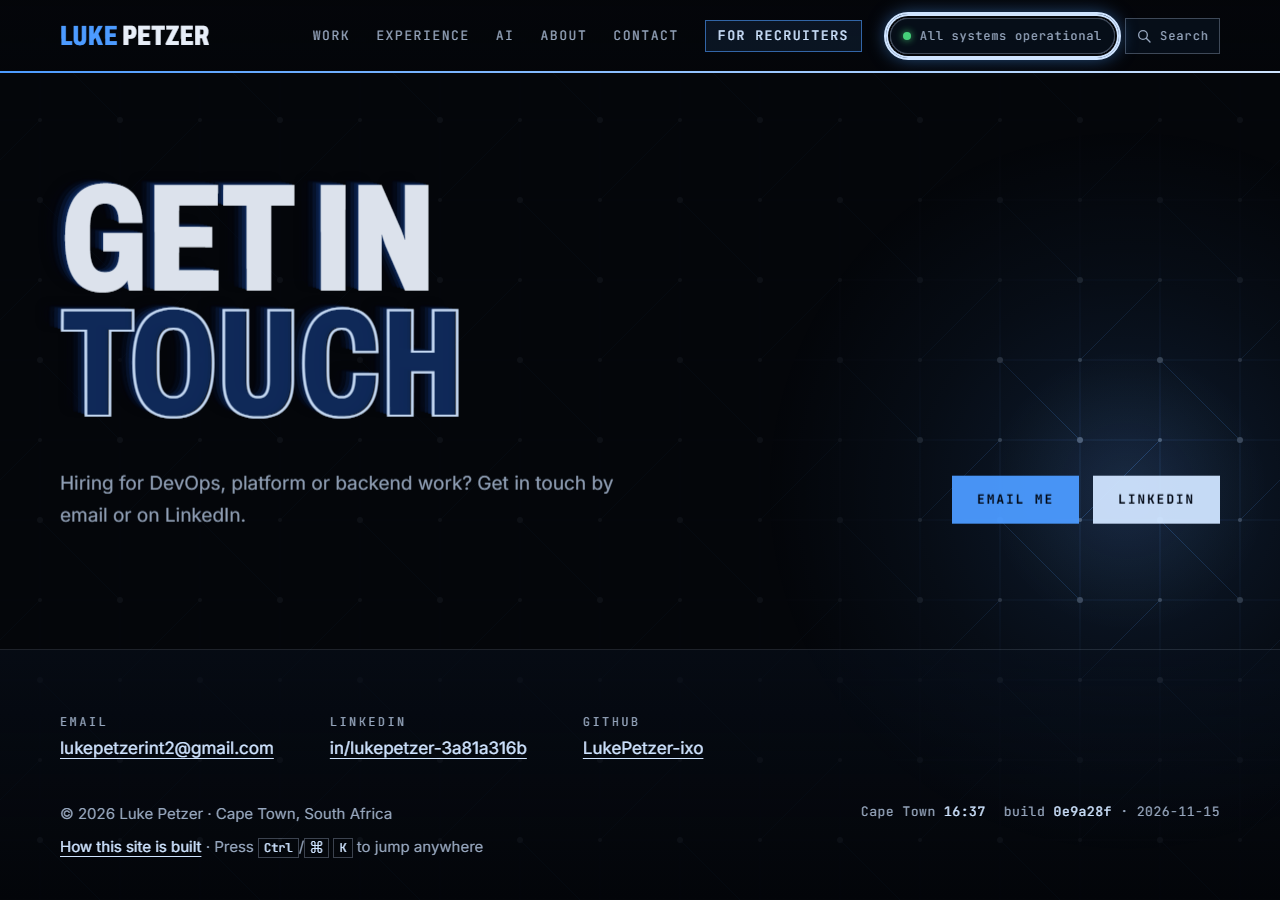 LUKE PETZER
WORK EXPERIENCE AI ABOUT CONTACT FOR RECRUITERS All systems operational Search
GET IN
TOUCH
Hiring for DevOps, platform or backend work? Get in touch by
email or on LinkedIn.
EMAIL ME LINKEDIN
EMAIL LINKEDIN GITHUB
lukepetzerint2@gmail.com in/lukepetzer-3a81a316b LukePetzer-ixo
© 2026 Luke Petzer · Cape Town, South Africa
Cape Town 16:37 build 0e9a28f · 2026-11-15
How this site is built · Press Ctrl/⌘ K to jump anywhere